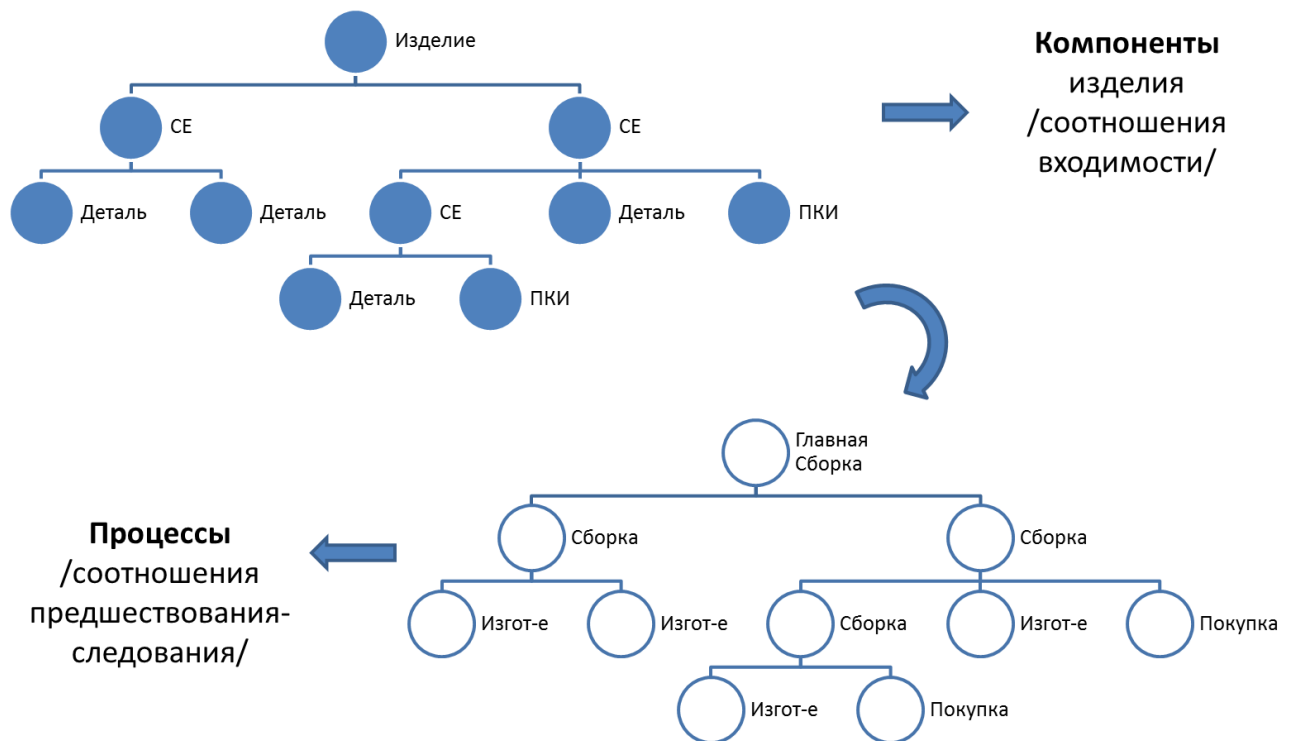 Изделие
Компоненты
изделия
/соотношения
входимости/
СЕ
СЕ
Деталь
Деталь
СЕ
Деталь
ПКИ
Деталь
ПКИ
Главная
Сборка
Процессы
/соотношения
предшествования-
следования/
Сборка
Сборка
Изгот-е
Изгот-е
Сборка
Изгот-е
Покупка
Изгот-е
Покупка